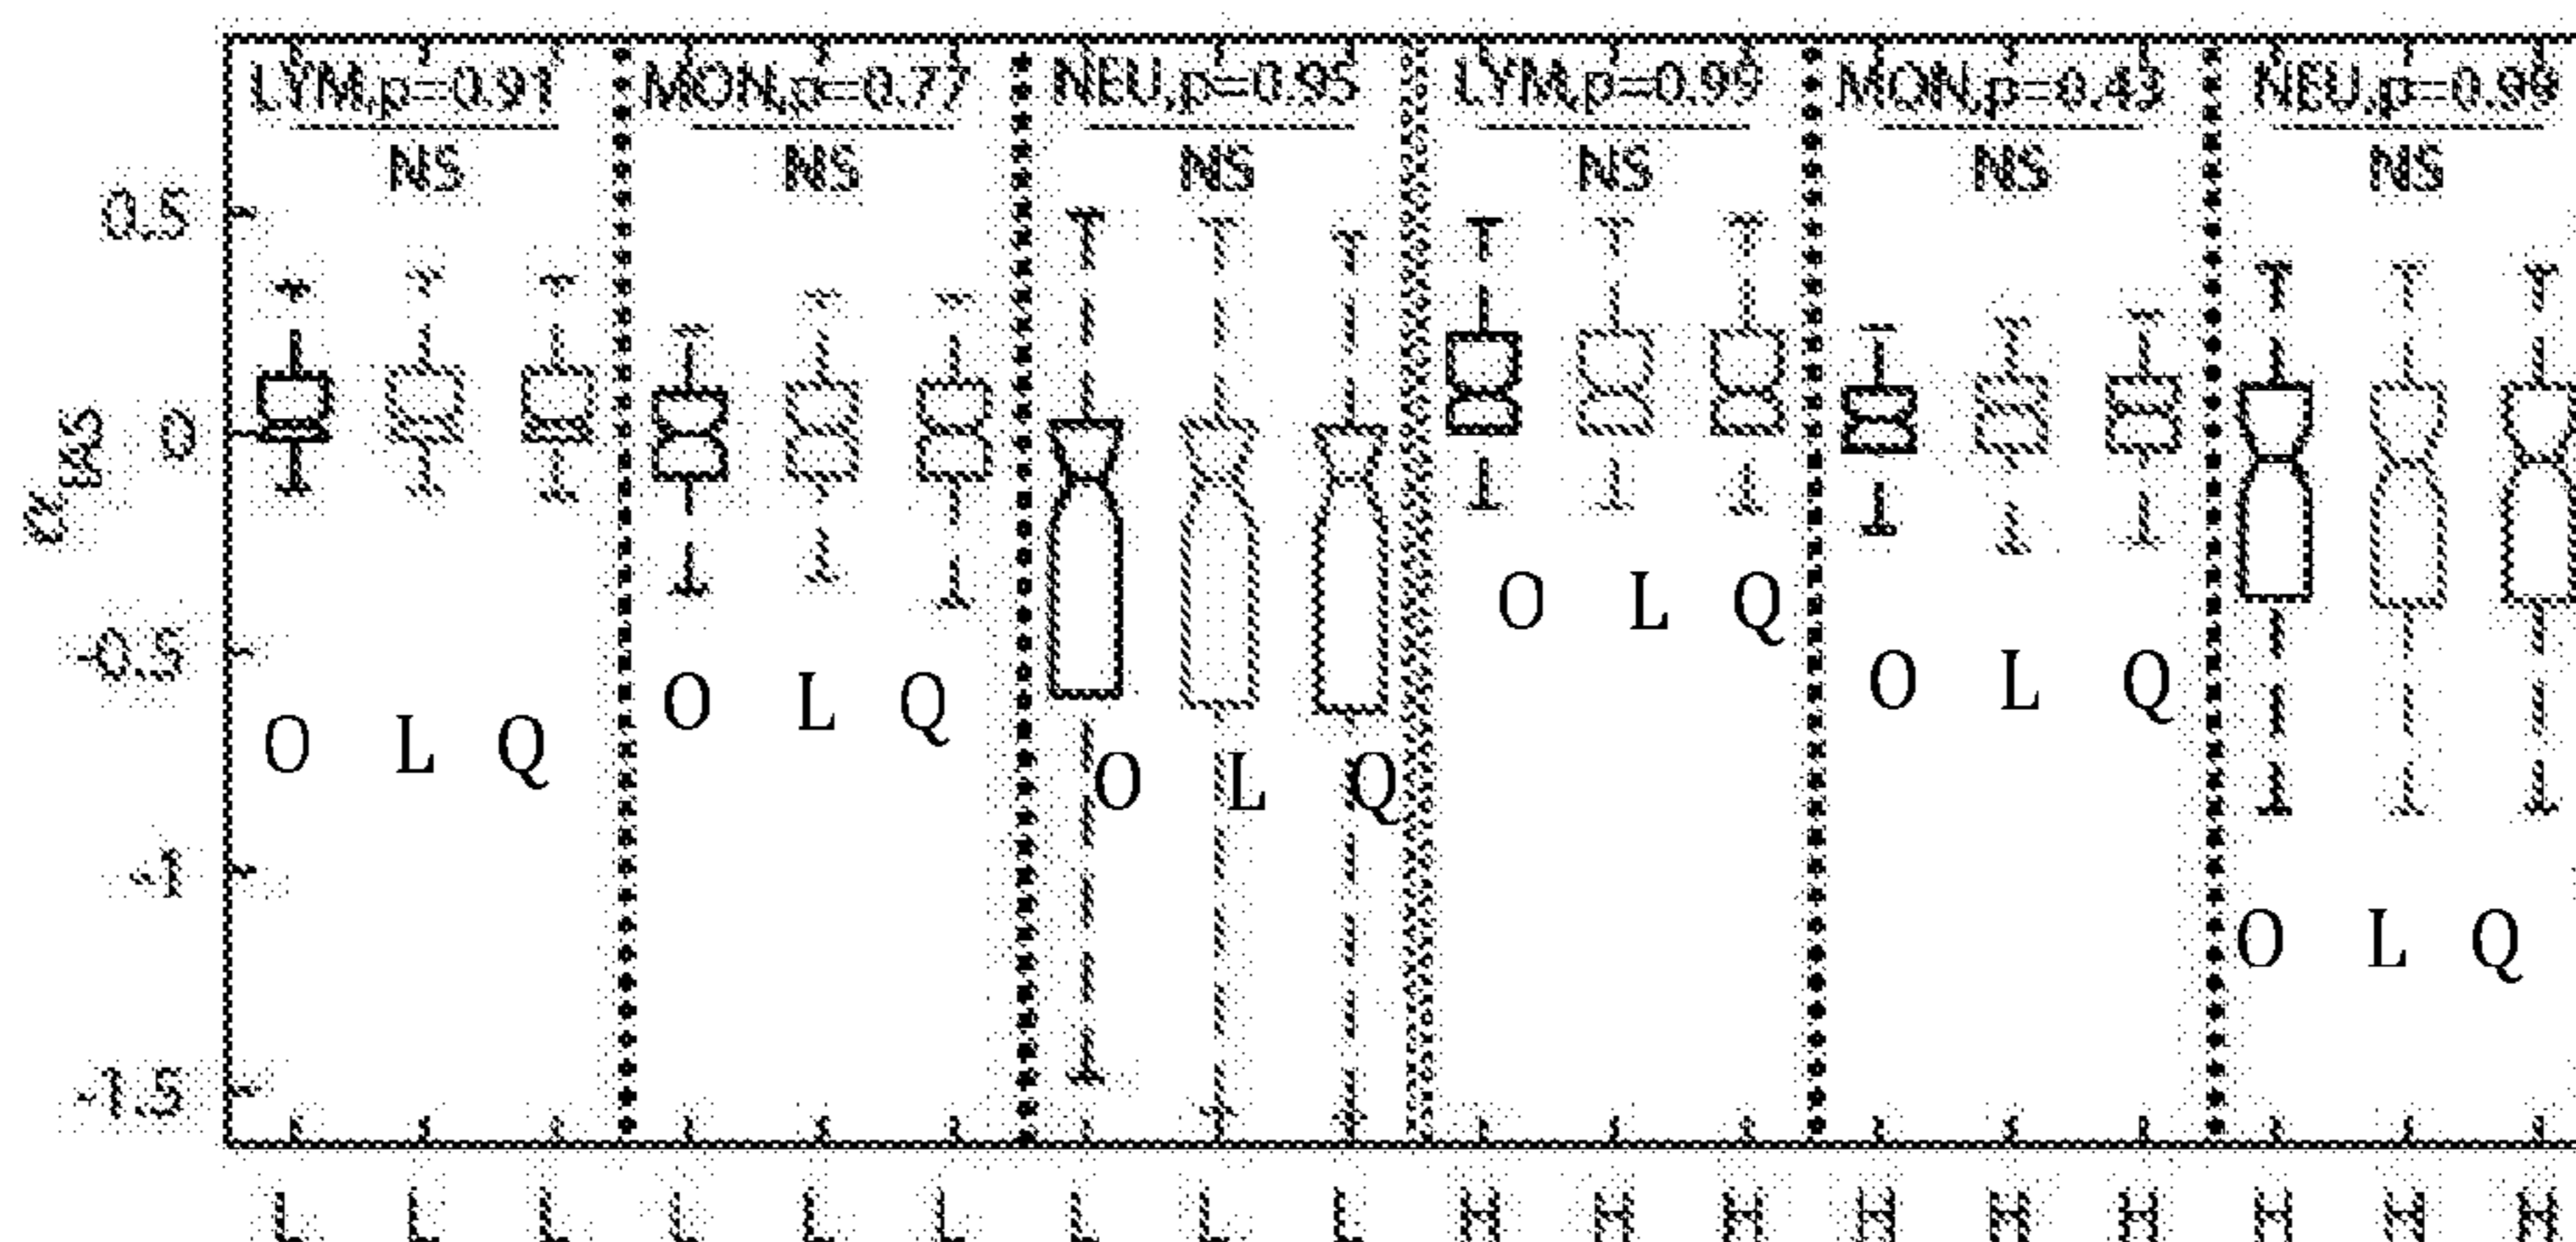 LYM,p=0.91 MON,p=0.77 NEU,p=0.95 LYM,p=0.99 MON,p=0.43 NEU,p=0.99
NS NS NS NS NS NS
0.5
0
-0.5
-1
-1.5
O L Q O L Q O L Q O L Q O L Q O L Q
L L L L L L L L L H H H H H H H H H